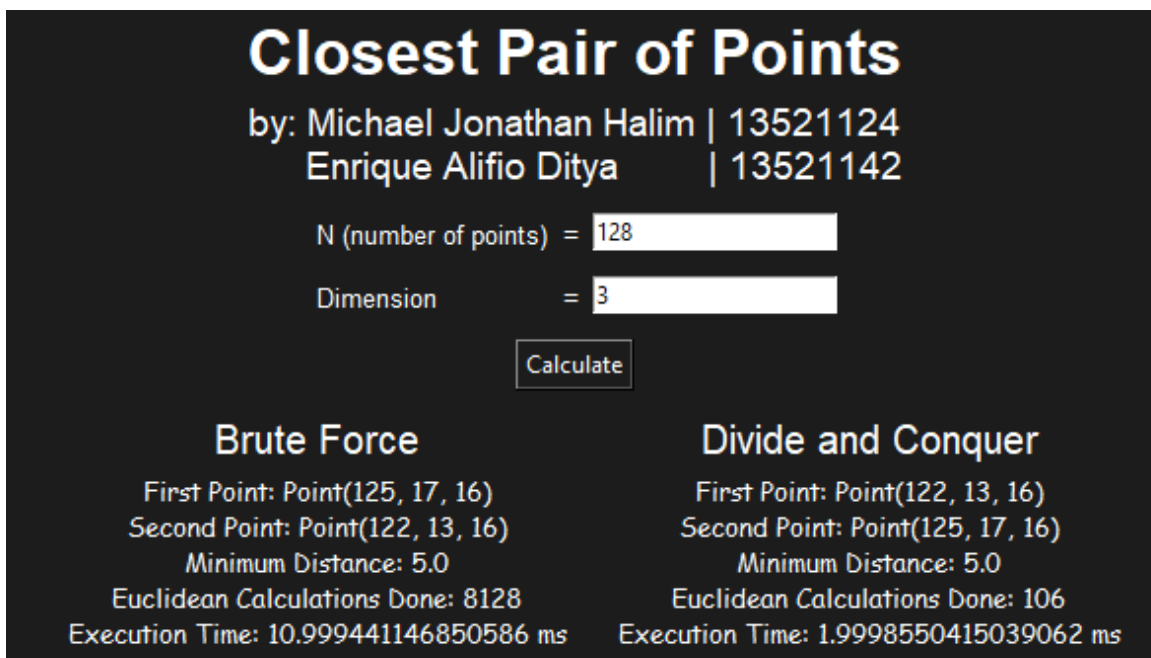 Closest Pair of Points
by: Michael Jonathan Halim | 13521124
Enrique Alifio Ditya | 13521142
N (number of points) = 128
Dimension = 3
Calculate
Brute Force
First Point: Point(125, 17, 16)
Second Point: Point(122, 13, 16)
Minimum Distance: 5.0
Euclidean Calculations Done: 8128
Execution Time: 10.999441146850586 ms
Divide and Conquer
First Point: Point(122, 13, 16)
Second Point: Point(125, 17, 16)
Minimum Distance: 5.0
Euclidean Calculations Done: 106
Execution Time: 1.9998550415039062 ms